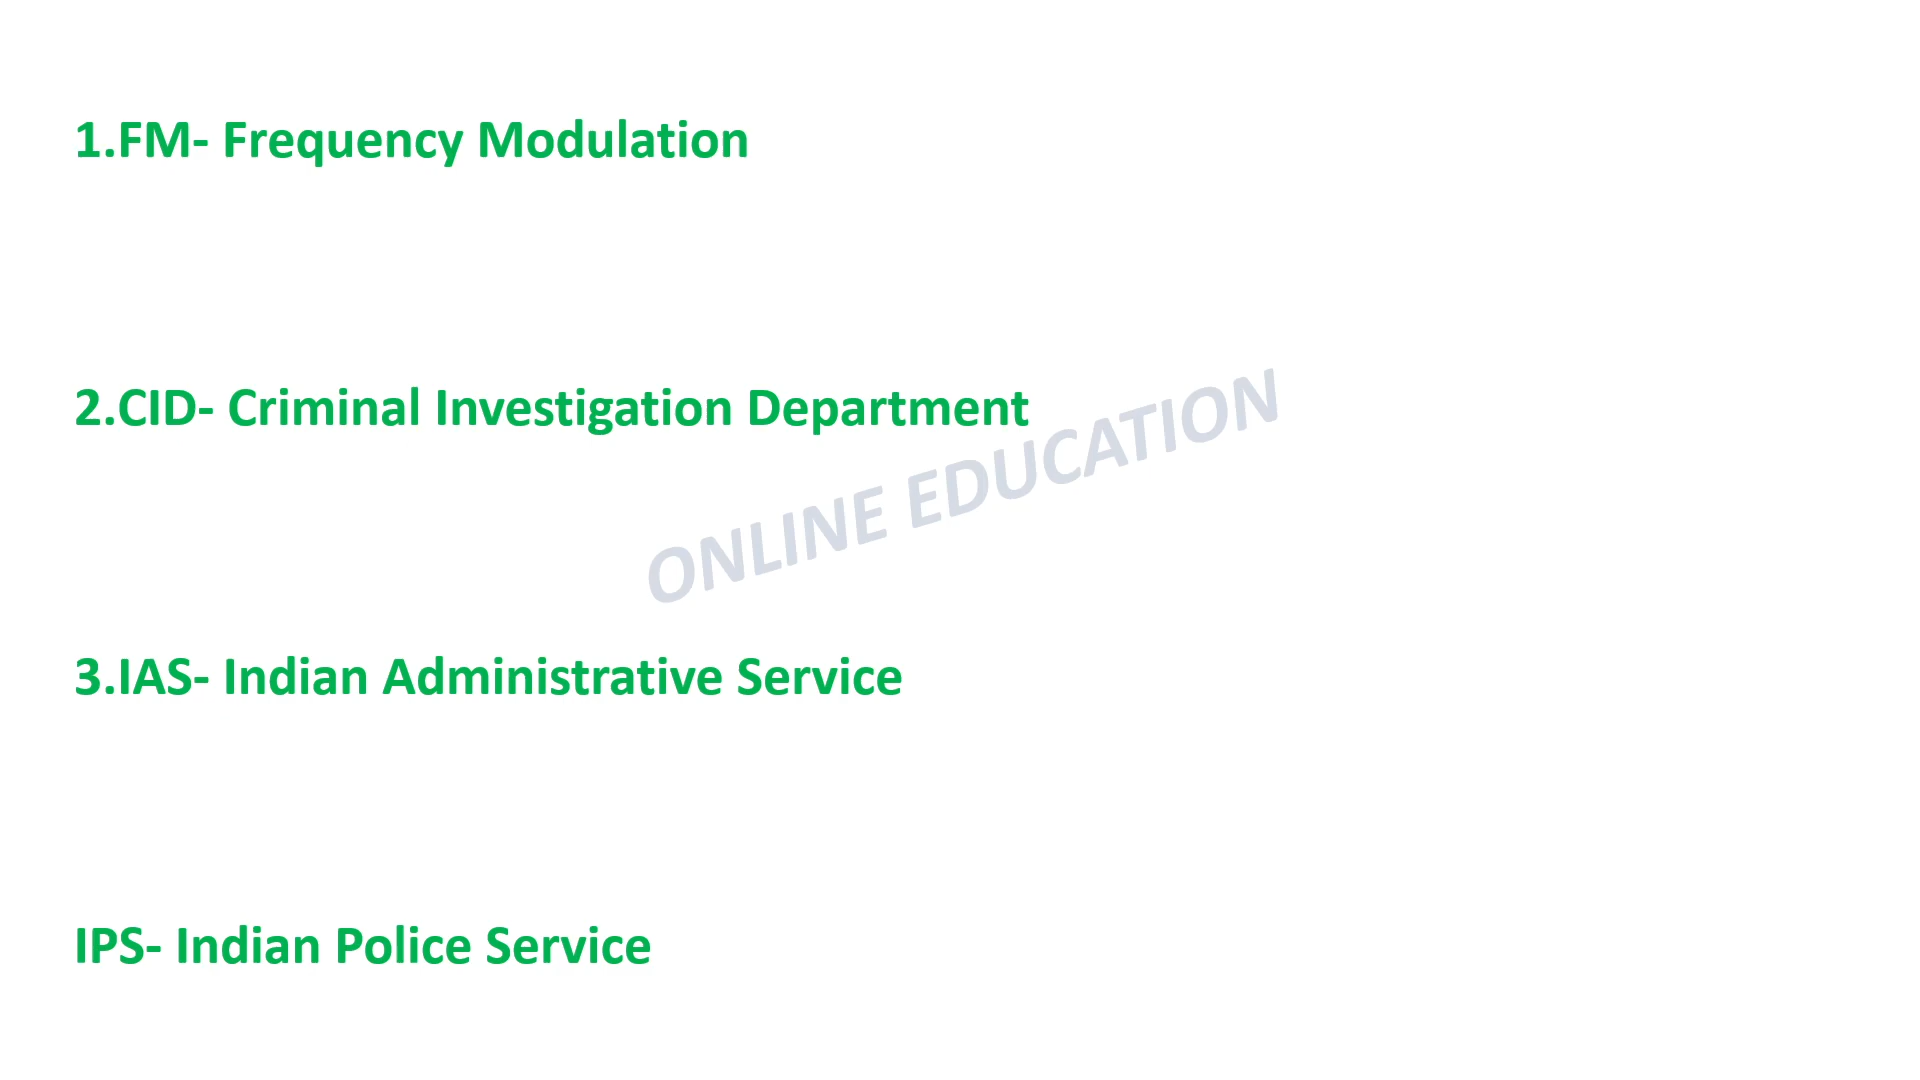 1.FM- Frequency Modulation
2.CID- Criminal Investigation Department
ONLINE EDUCATION
3.IAS- Indian Administrative Service
IPS- Indian Police Service